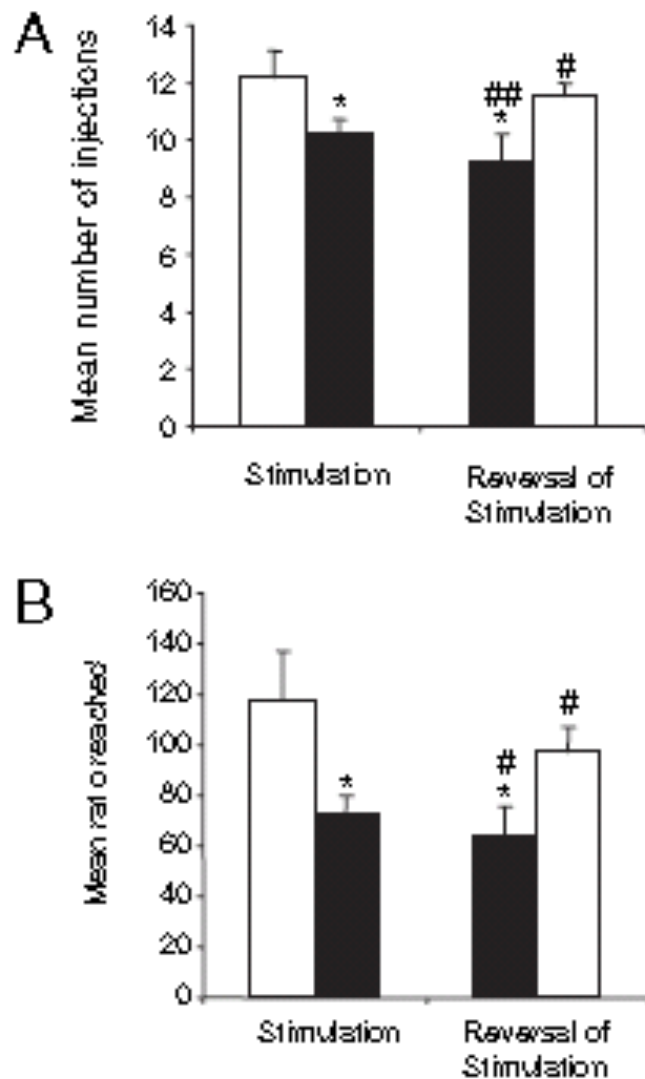 A
Mean number of injections
14
12
10
8
6
4
2
0
*
##
*
#
Stimulation
Reversal of
Stimulation
B
Mean ratio reached
160
140
120
100
80
60
40
20
0
*
#
*
#
Stimulation
Reversal of
Stimulation